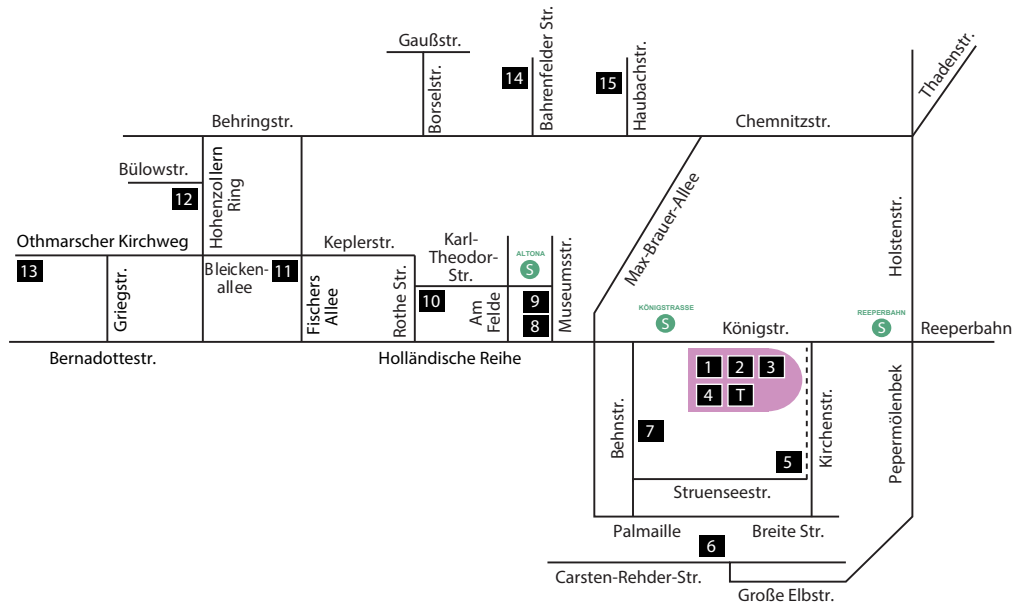 Gaußstr.
Borselstr.
14
Bahrenfelder Str.
15
Haubachstr.
Thadenstr.
Behringstr.
Chemnitzstr.
Bülowstr.
12
Hohenzollern
Ring
Max-Brauer-Allee
Holstenstr.
Othmarscher Kirchweg
13
Griegstr.
Bleicken-
allee
11
Fischers
Allee
Keplerstr.
Rothe Str.
Karl-
Theodor-
Str.
10
Am
Felde
ALTONA
S
9
8
Museumsstr.
KÖNIGSTRASSE
S
Königstr.
REEPERBAHN
S
Reeperbahn
Bernadottestr.
Holländische Reihe
1
2
3
4
T
Behnstr.
7
5
Kirchenstr.
Pepermölenbek
Struenseestr.
Palmaille
Breite Str.
6
Carsten-Rehder-Str.
Große Elbstr.